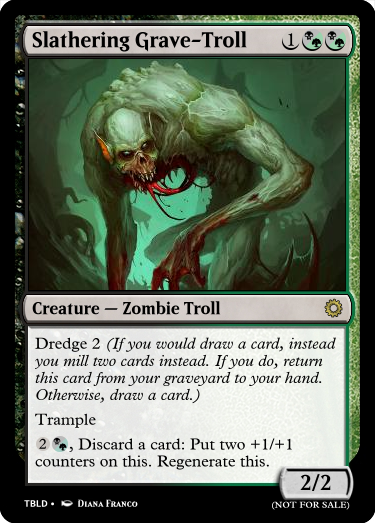 Slathering Grave-Troll 1
Creature — Zombie Troll
Dredge 2 (If you would draw a card, instead
you mill two cards instead. If you do, return
this card from your graveyard to your hand.
Otherwise, draw a card.)
Trample
2 , Discard a card: Put two +1/+1
counters on this. Regenerate this.
2/2
TBLD • Diana Franco
(NOT FOR SALE)